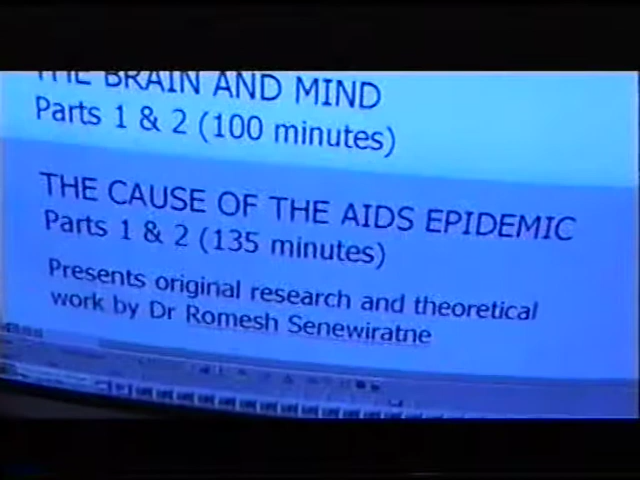 THE BRAIN AND MIND
Parts 1 & 2 (100 minutes)
THE CAUSE OF THE AIDS EPIDEMIC
Parts 1 & 2 (135 minutes)
Presents original research and theoretical
work by Dr Romesh Senewiratne